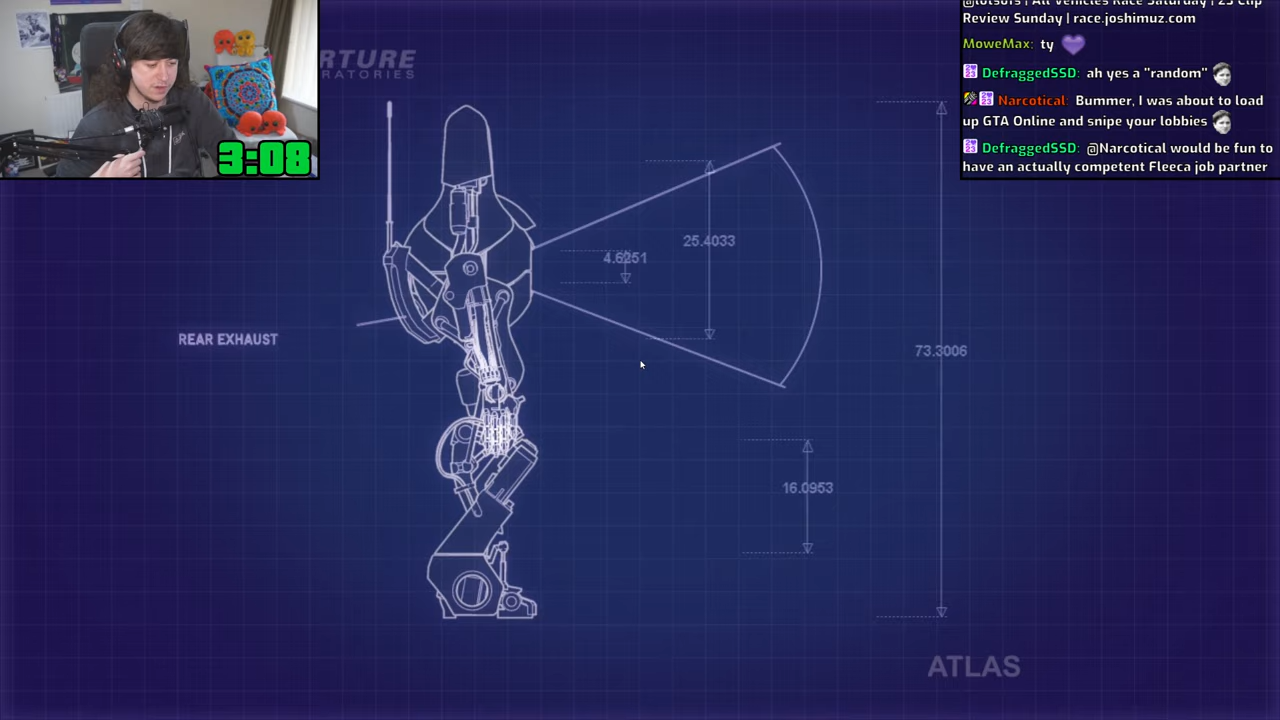 @lotsofs | All Vehicles Race Saturday | 23 Clip
Review Sunday | race.joshimuz.com
MoweMax: ty
DefraggedSSD: ah yes a "random"
Narcotical: Bummer, I was about to load
up GTA Online and snipe your lobbies
DefraggedSSD: @Narcotical would be fun to
have an actually competent Fleeca job partner
3:08
RTURE
RATORIES
25.4033
4.6251
REAR EXHAUST
73.3006
16.0953
ATLAS